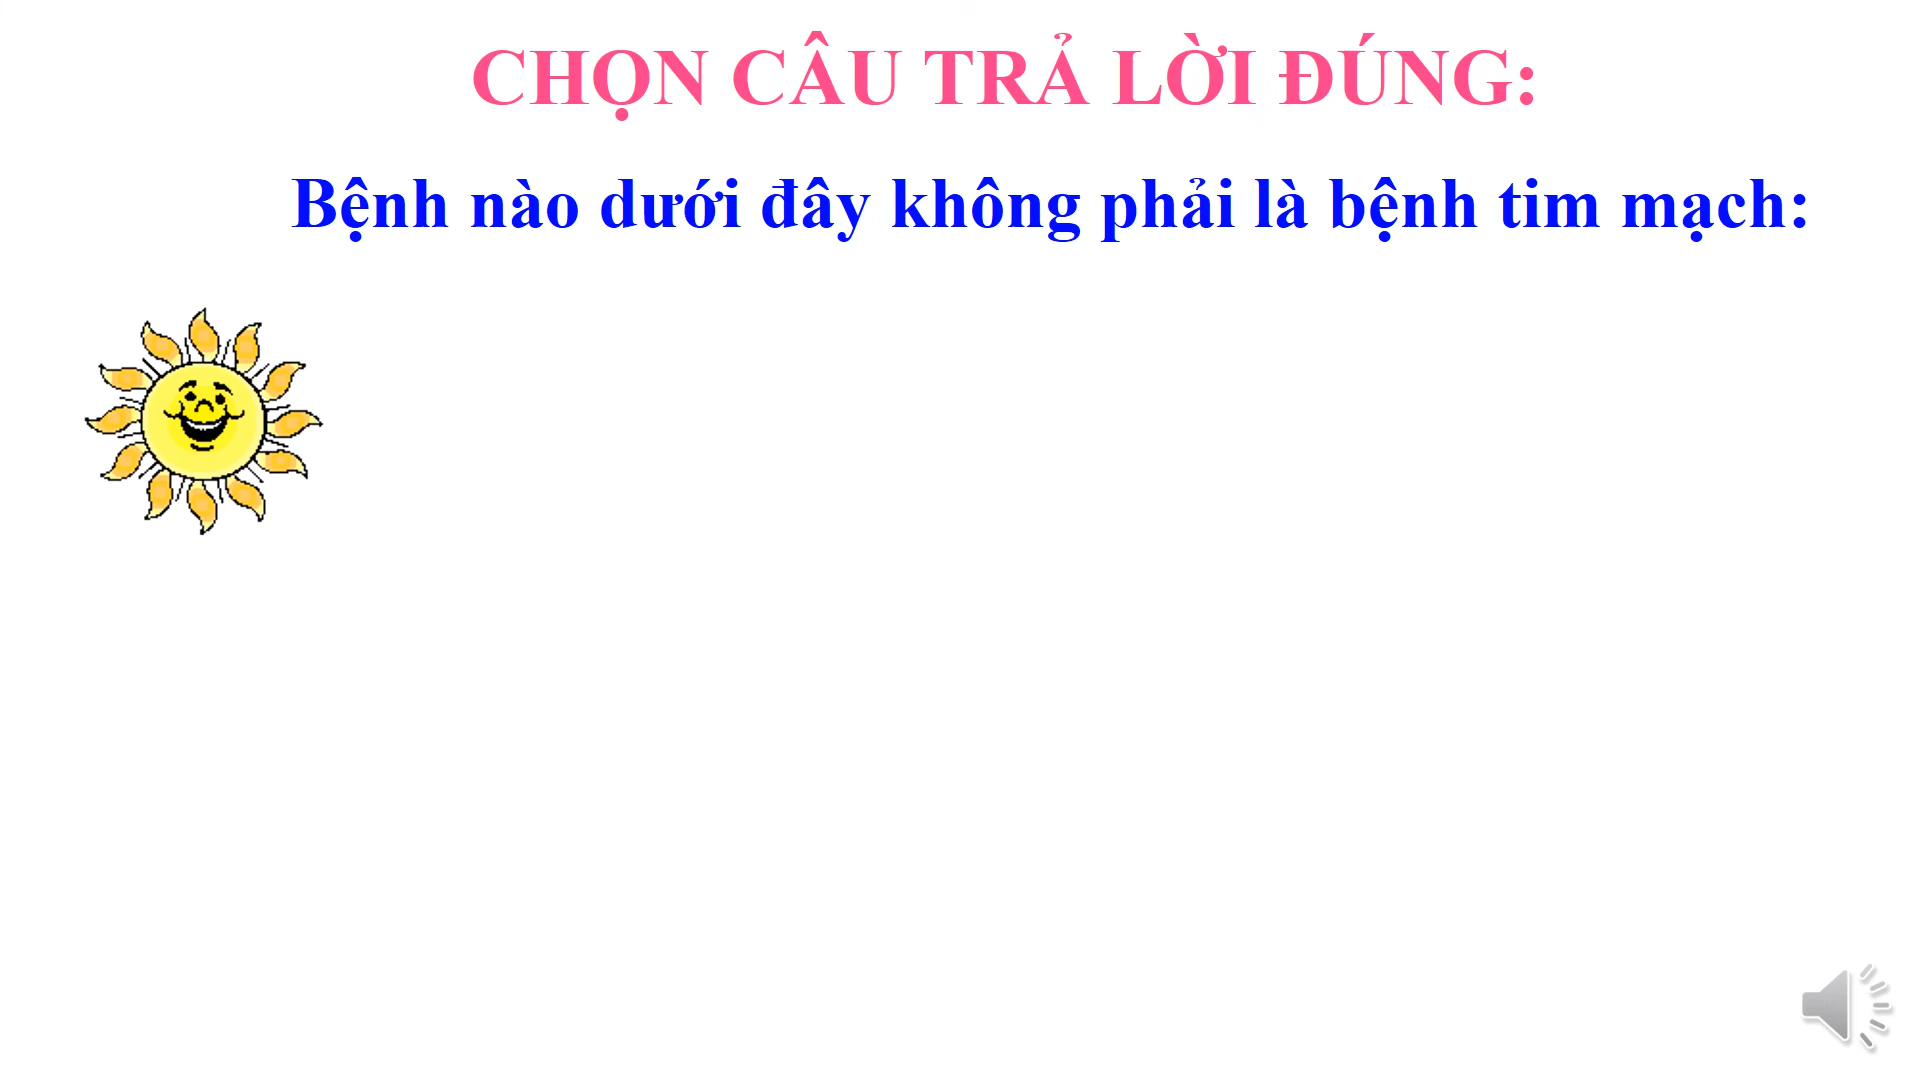 CHỌN CÂU TRẢ LỜI ĐÚNG:
Bệnh nào dưới đây không phải là bệnh tim mạch: